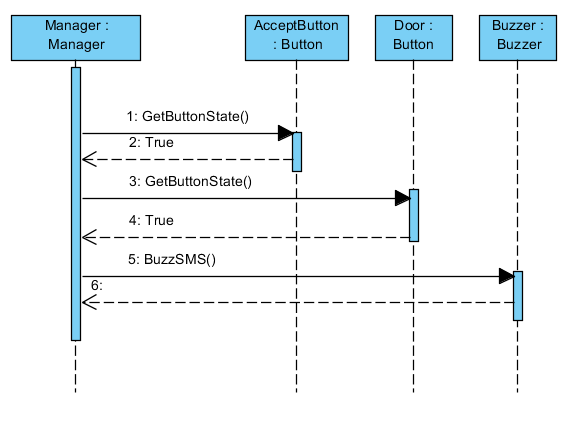 Manager :
Manager
AcceptButton
: Button
Door :
Button
Buzzer :
Buzzer
1: GetButtonState()
2: True
3: GetButtonState()
4: True
5: BuzzSMS()
6: